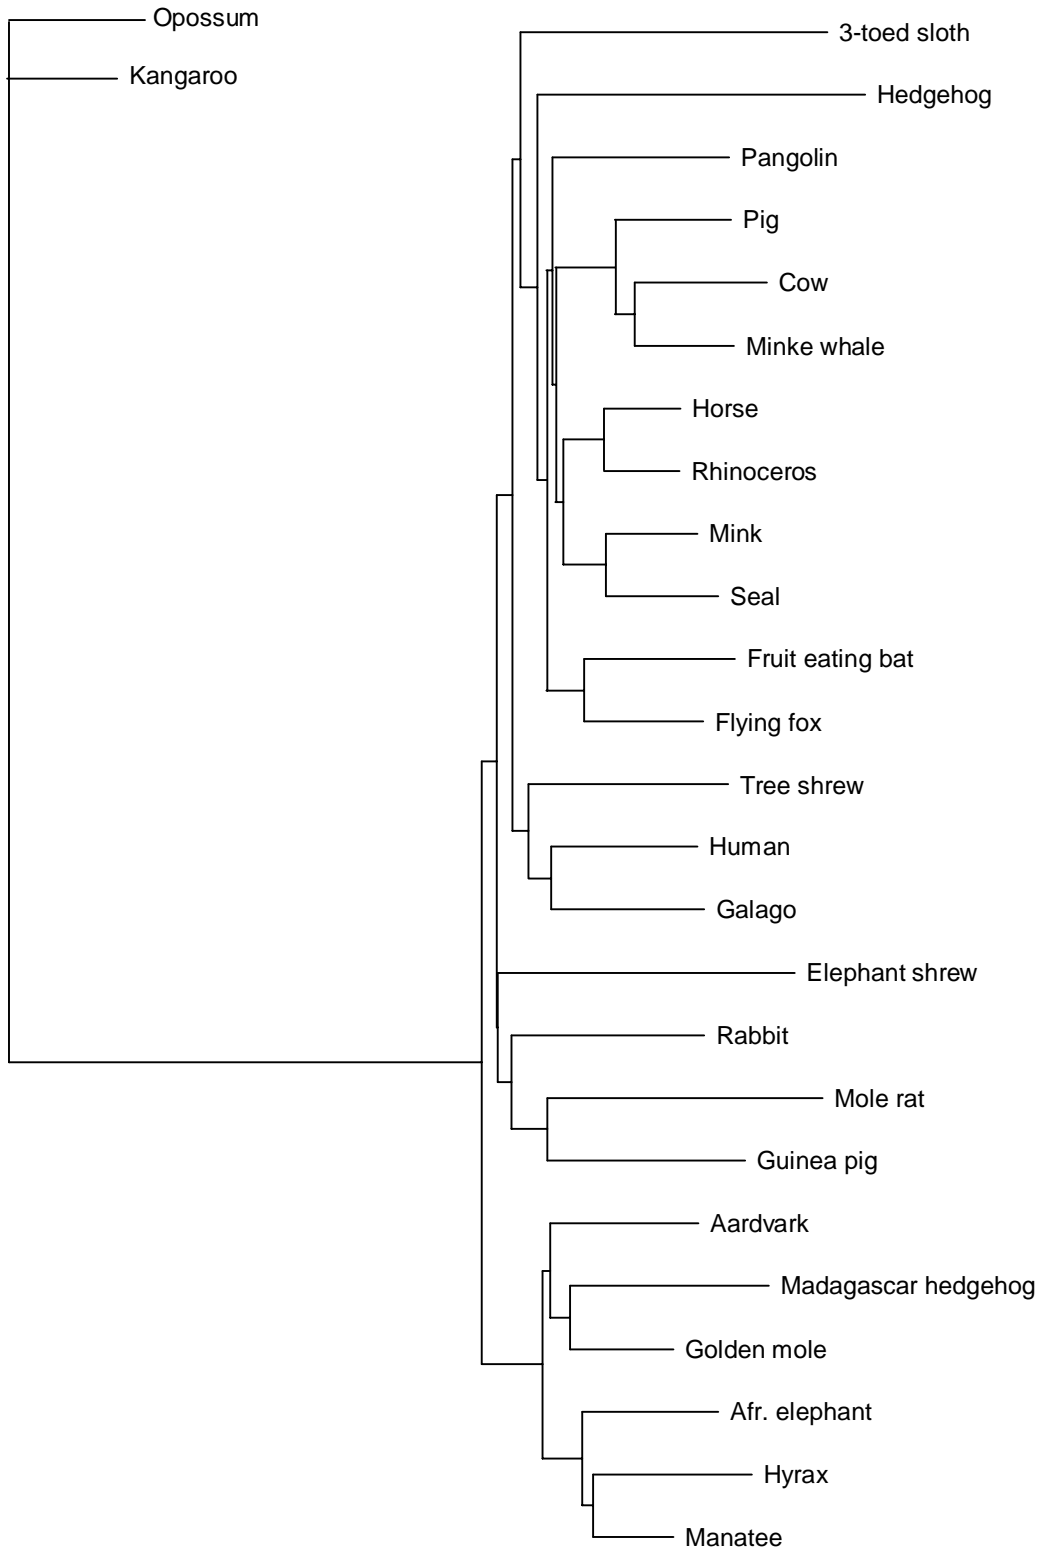 Opossum
3-toed sloth
Kangaroo
Hedgehog
Pangolin
Pig
Cow
Minke whale
Horse
Rhinoceros
Mink
Seal
Fruit eating bat
Flying fox
Tree shrew
Human
Galago
Elephant shrew
Rabbit
Mole rat
Guinea pig
Aardvark
Madagascar hedgehog
Golden mole
Afr. elephant
Hyrax
Manatee